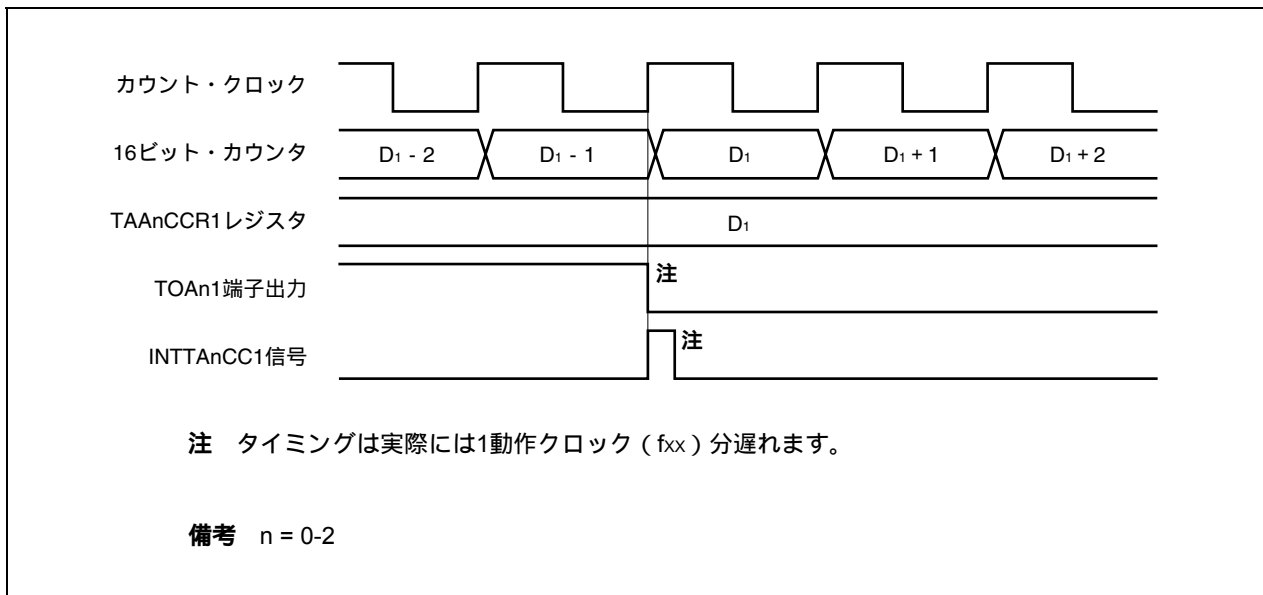 カウント・クロック
16ビット・カウンタ D1 - 2 D1 - 1 D1 D1 + 1 D1 + 2
TAAnCCR1レジスタ D1
TOAn1端子出力 注
INTTAnCC1信号 注
注 タイミングは実際には1動作クロック（fxx）分遅れます。
備考 n = 0-2